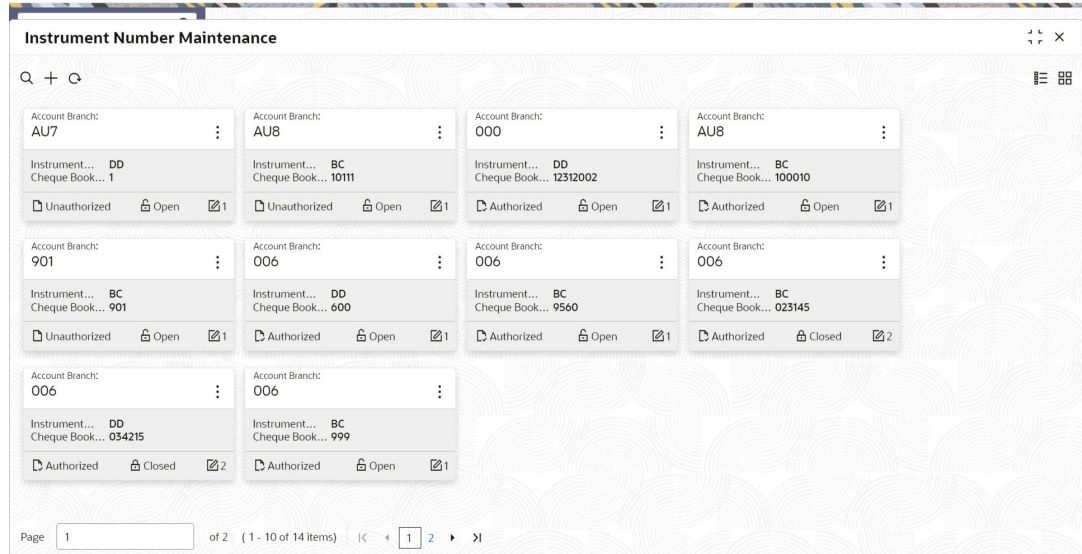 Instrument Number Maintenance
Account Branch:
AU7
Instrument... DD
Cheque Book... 1
Unauthorized Open 1
Account Branch:
AU8
Instrument... BC
Cheque Book... 10111
Unauthorized Open 1
Account Branch:
000
Instrument... DD
Cheque Book... 12312002
Authorized Open 1
Account Branch:
AU8
Instrument... BC
Cheque Book... 100010
Authorized Open 1
Account Branch:
901
Instrument... BC
Cheque Book... 901
Unauthorized Open 1
Account Branch:
006
Instrument... DD
Cheque Book... 600
Authorized Open 1
Account Branch:
006
Instrument... BC
Cheque Book... 9560
Authorized Open 1
Account Branch:
006
Instrument... BC
Cheque Book... 023145
Authorized Closed 2
Account Branch:
006
Instrument... DD
Cheque Book... 034215
Authorized Closed 2
Account Branch:
006
Instrument... BC
Cheque Book... 999
Authorized Open 1
Page 1 of 2 ( 1 - 10 of 14 items) 1 2